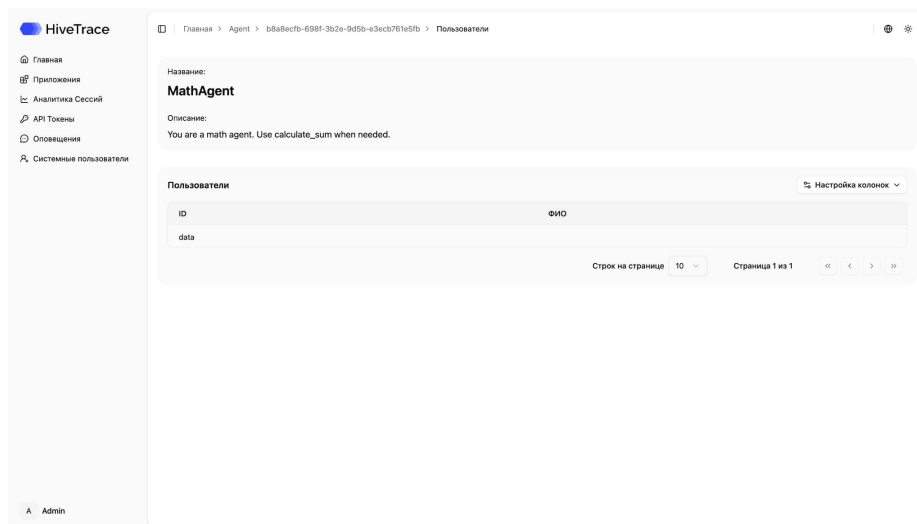 HiveTrace
Главная > Agent > b8a8ecfb-698f-3b2e-9d5b-e3ecb761e5fb > Пользователи
Главная
Приложения
Аналитика Сессий
API Токены
Оповещения
Системные пользователи
Название:
MathAgent
Описание:
You are a math agent. Use calculate_sum when needed.
Пользователи
Настройка колонок
ID ФИО
data
Строк на странице 10 Страница 1 из 1
A Admin